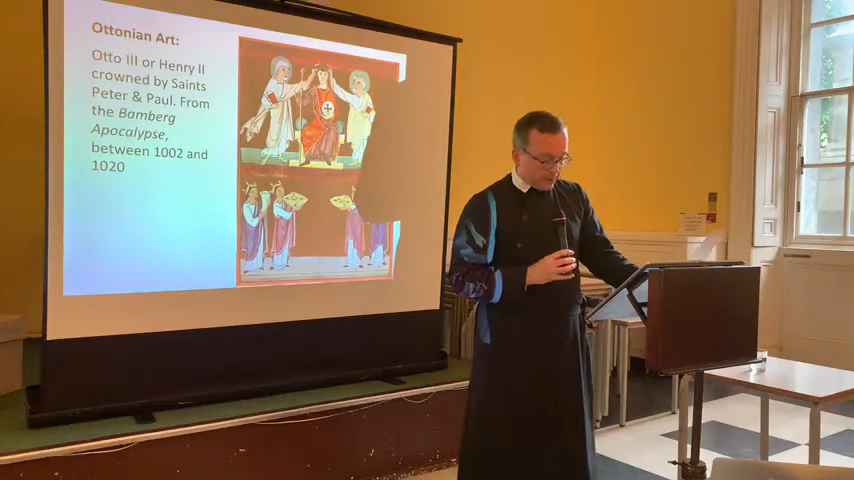 Ottonian Art:
Otto III or Henry II
crowned by Saints
Peter & Paul. From
the Bamberg
Apocalypse,
between 1002 and
1020